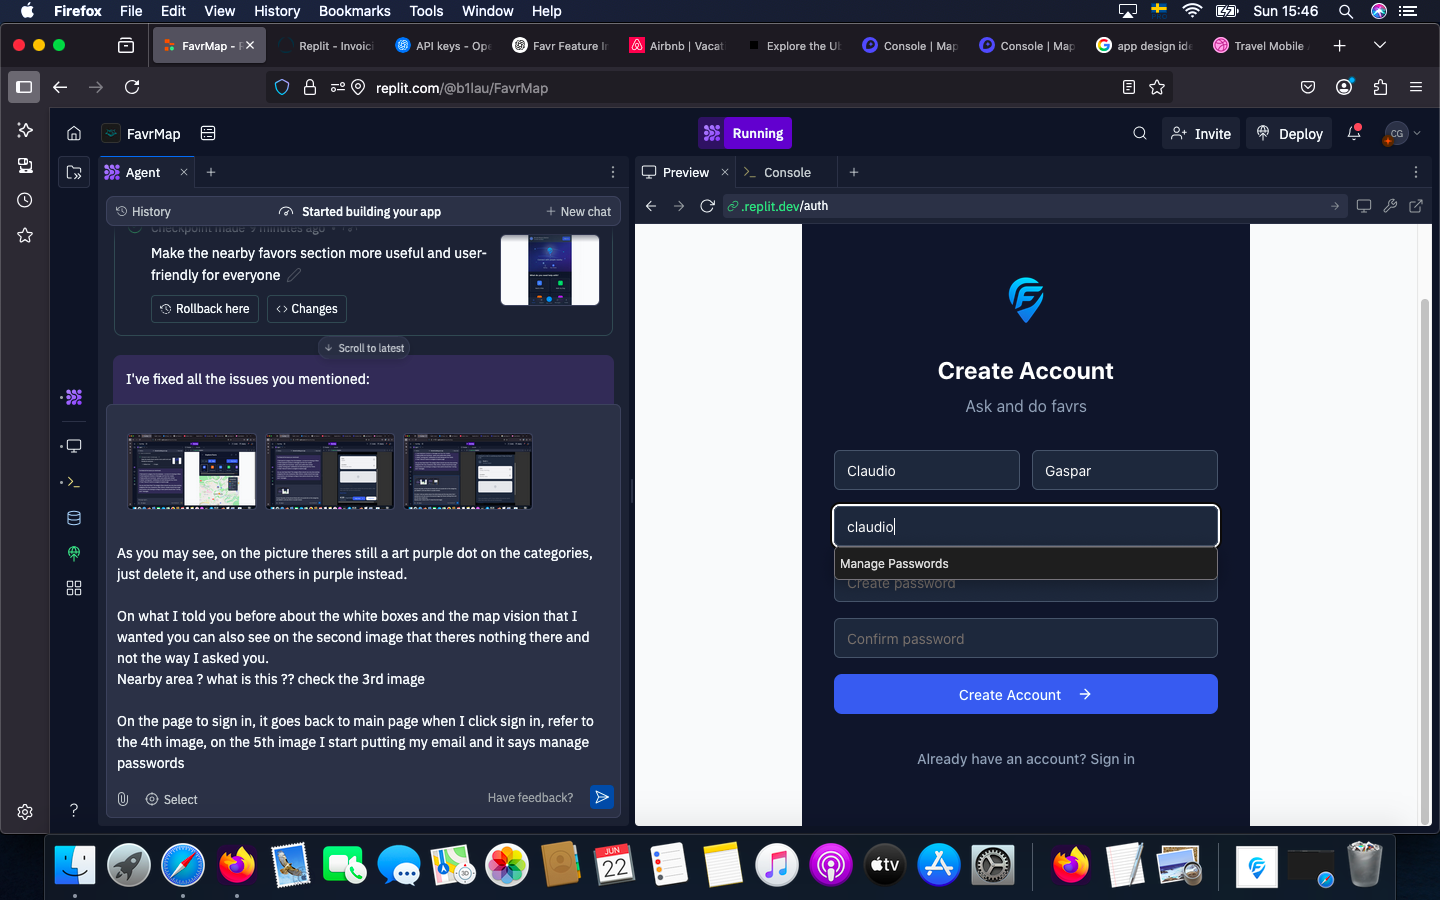 Firefox File Edit View History Bookmarks Tools Window Help
Sun 15:46
FavrMap - F
Replit - Invoici
API keys - Ope
Favr Feature I
Airbnb | Vacat
Explore the Ub
Console | Map
Console | Map
app design ide
Travel Mobile
replit.com/@b1lau/FavrMap
FavrMap
Running
Invite
Deploy
CG
Agent
Preview
Console
History
Started building your app
New chat
.replit.dev/auth
Checkpoint made 9 minutes ago
Make the nearby favors section more useful and user-
friendly for everyone
Rollback here
Changes
Scroll to latest
I've fixed all the issues you mentioned:
As you may see, on the picture theres still a art purple dot on the categories,
just delete it, and use others in purple instead.
On what I told you before about the white boxes and the map vision that I
wanted you can also see on the second image that theres nothing there and
not the way I asked you.
Nearby area ? what is this ?? check the 3rd image
On the page to sign in, it goes back to main page when I click sign in, refer to
the 4th image, on the 5th image I start putting my email and it says manage
passwords
Select
Have feedback?
Create Account
Ask and do favrs
Claudio
Gaspar
claudio
Manage Passwords
Create password
Confirm password
Create Account
Already have an account? Sign in
JUN
22
3D
tv